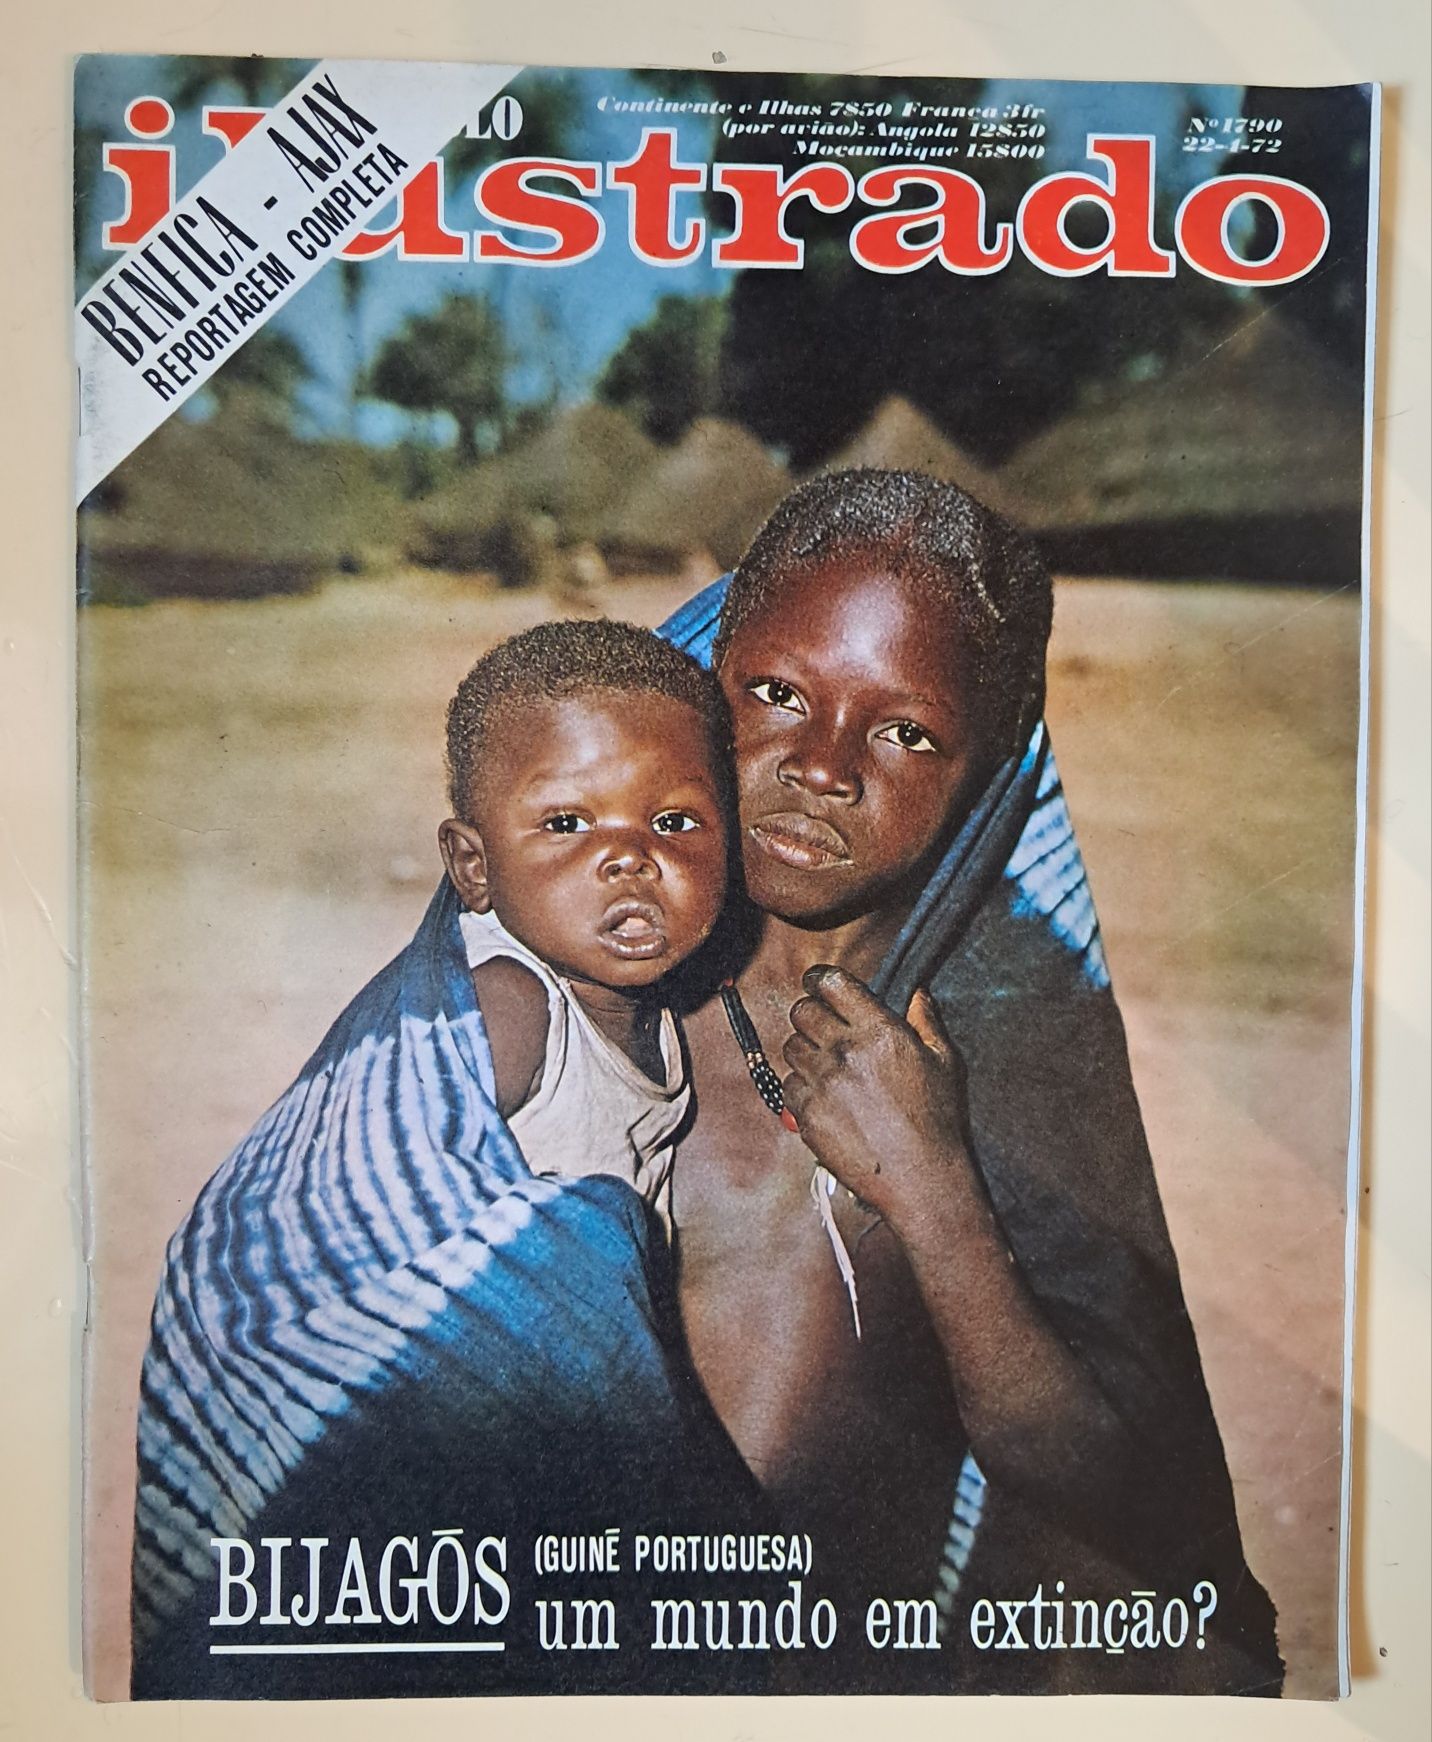 BENFICA - AJAX
REPORTAGEM COMPLETA
ilustrado
Continente e Ilhas 7$50 França 3fr
(por avião): Angola 12$50
Moçambique 15$00
Nº 1790
22-4-72
BIJAGÓS
(GUINÉ PORTUGUESA)
um mundo em extinção?